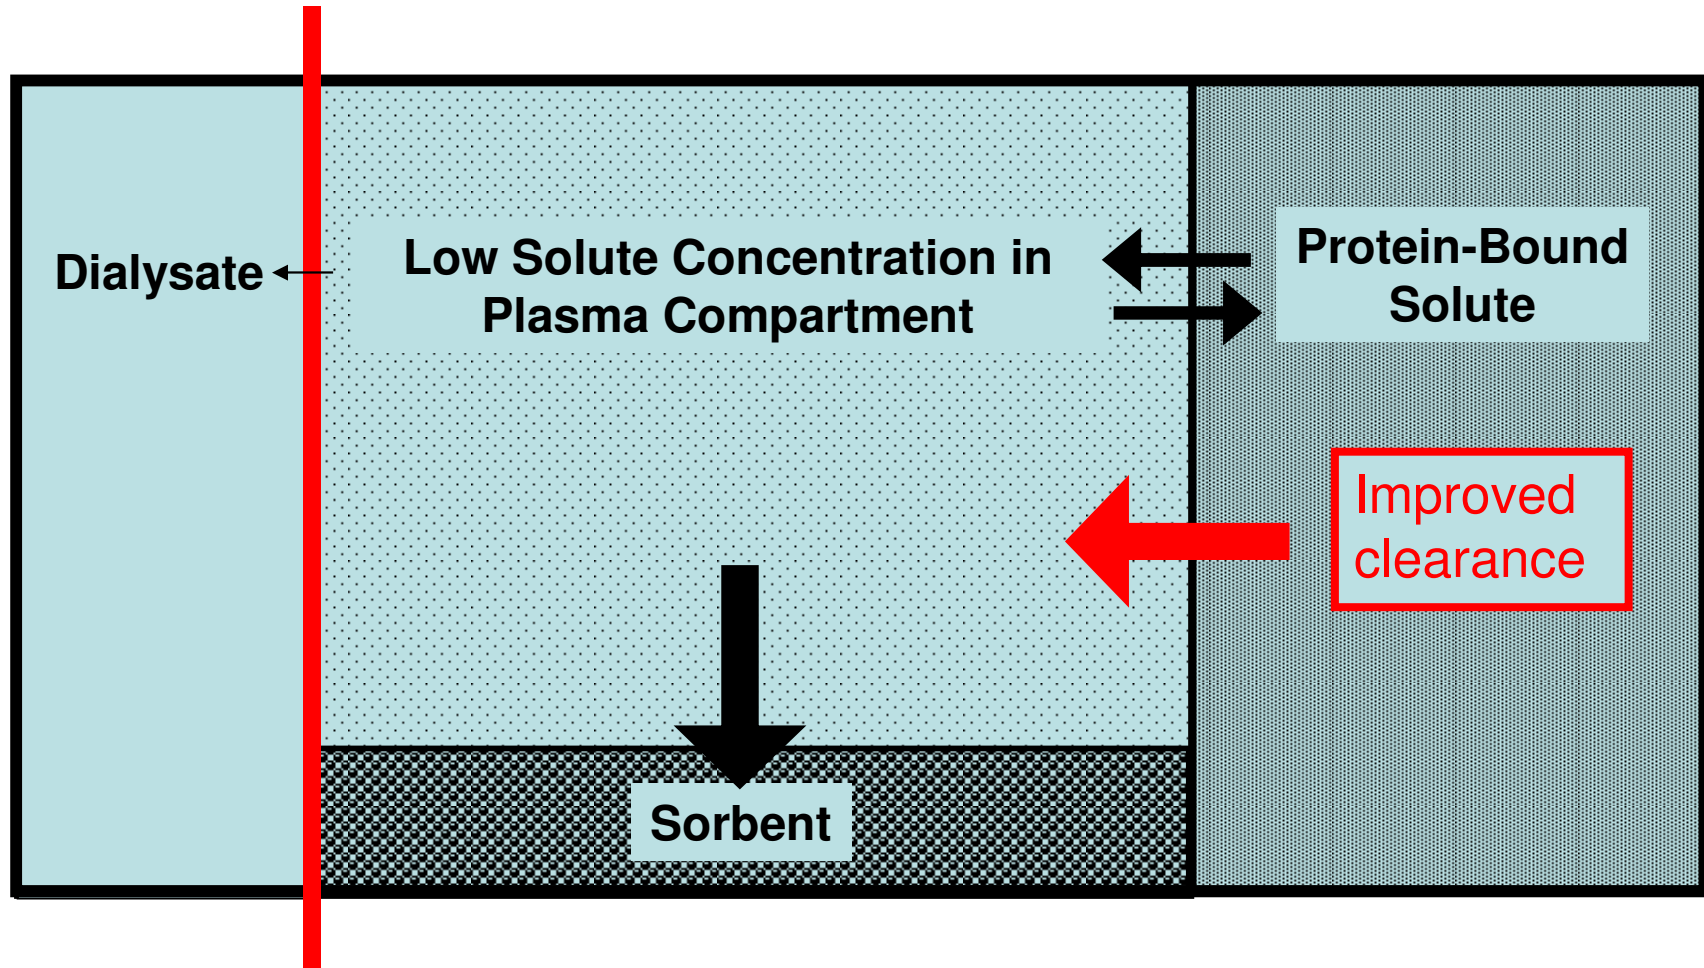 Dialysate
Low Solute Concentration in
Plasma Compartment
Protein-Bound
Solute
Improved
clearance
Sorbent